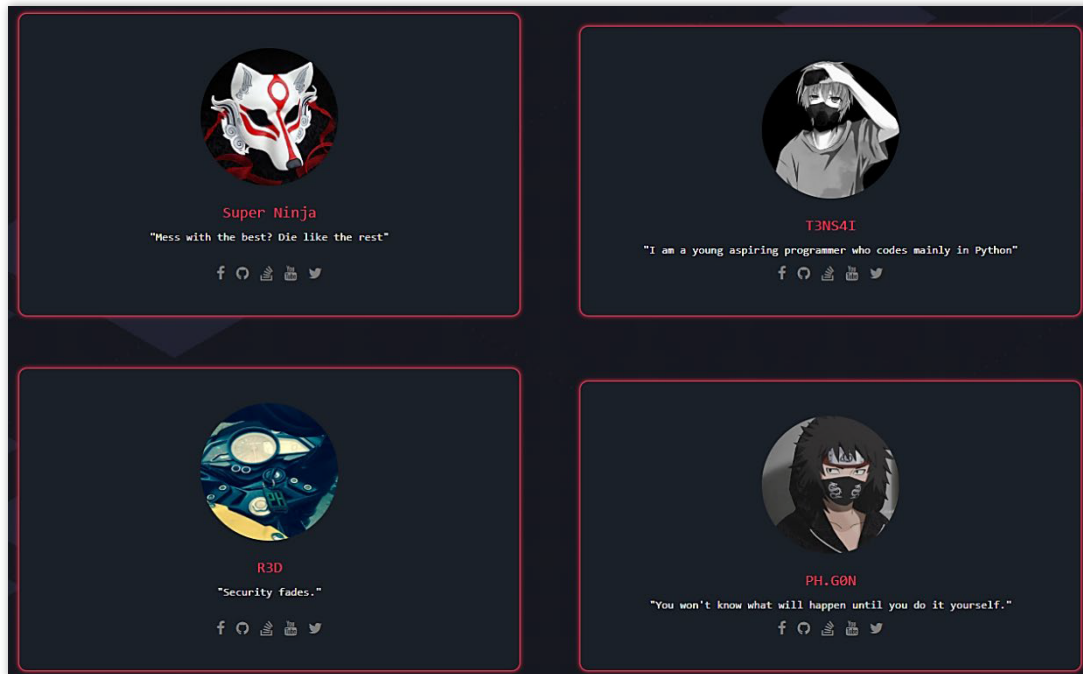 Super Ninja
"Mess with the best? Die like the rest"
T3NS4I
"I am a young aspiring programmer who codes mainly in Python"
R3D
"Security fades."
PH.G0N
"You won't know what will happen until you do it yourself."